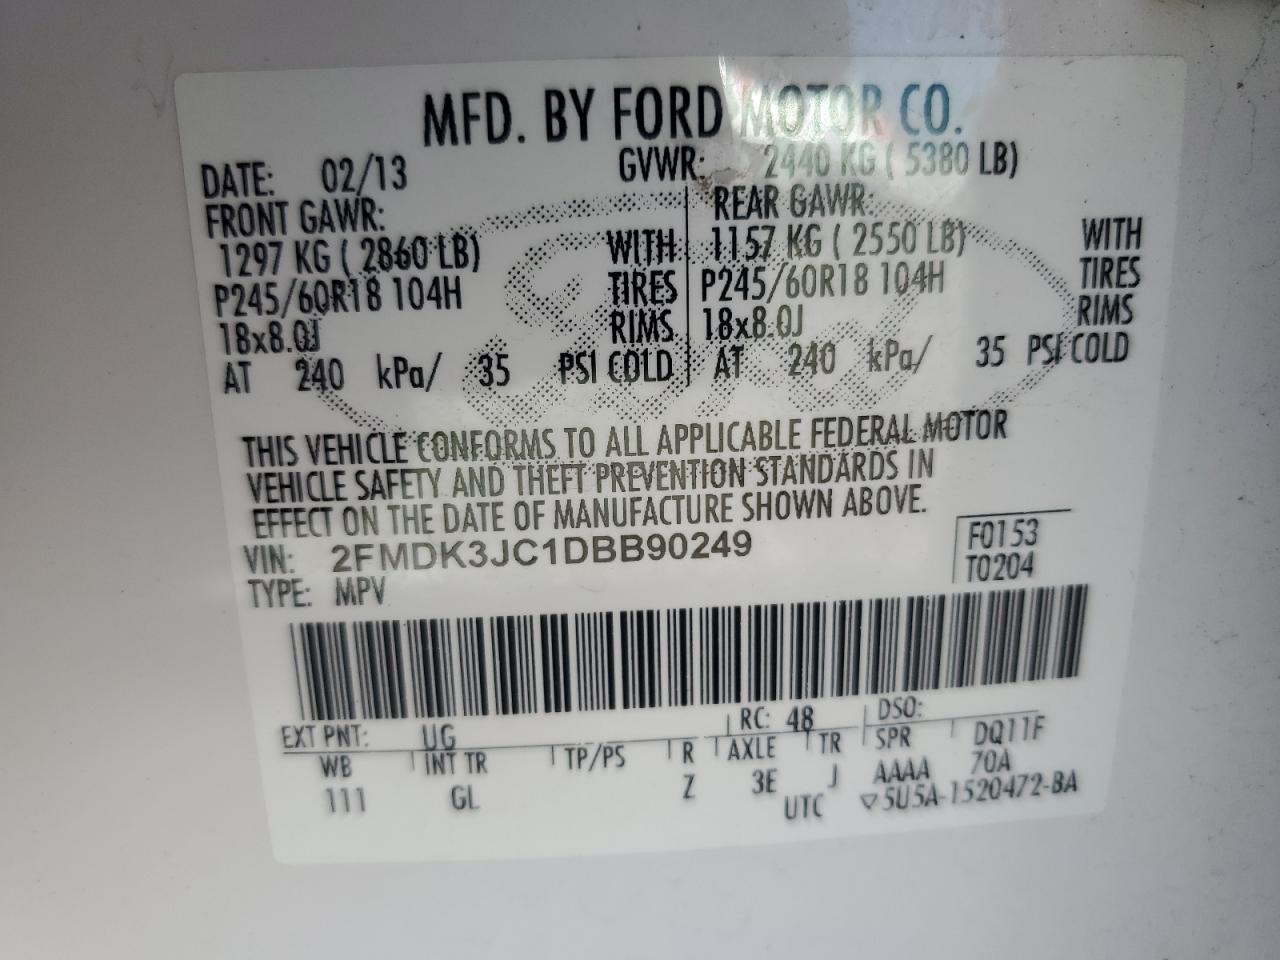 MFD. BY FORD MOTOR CO.
DATE: 02/13 GVWR: 2440 KG ( 5380 LB)
FRONT GAWR: REAR GAWR:
1297 KG ( 2860 LB) WITH 1157 KG ( 2550 LB) WITH
P245/60R18 104H TIRES P245/60R18 104H TIRES
18x8.0J RIMS 18x8.0J RIMS
AT 240 kPa/ 35 PSI COLD AT 240 kPa/ 35 PSI COLD
THIS VEHICLE CONFORMS TO ALL APPLICABLE FEDERAL MOTOR
VEHICLE SAFETY AND THEFT PREVENTION STANDARDS IN
EFFECT ON THE DATE OF MANUFACTURE SHOWN ABOVE.
VIN: 2FMDK3JC1DBB90249 F0153
TYPE: MPV T0204
EXT PNT: UG RC: 48 DSO:
WB INT TR TP/PS R AXLE TR SPR DQ11F
111 GL Z 3E J AAAA 70A
UTC ▽5U5A-1520472-BA